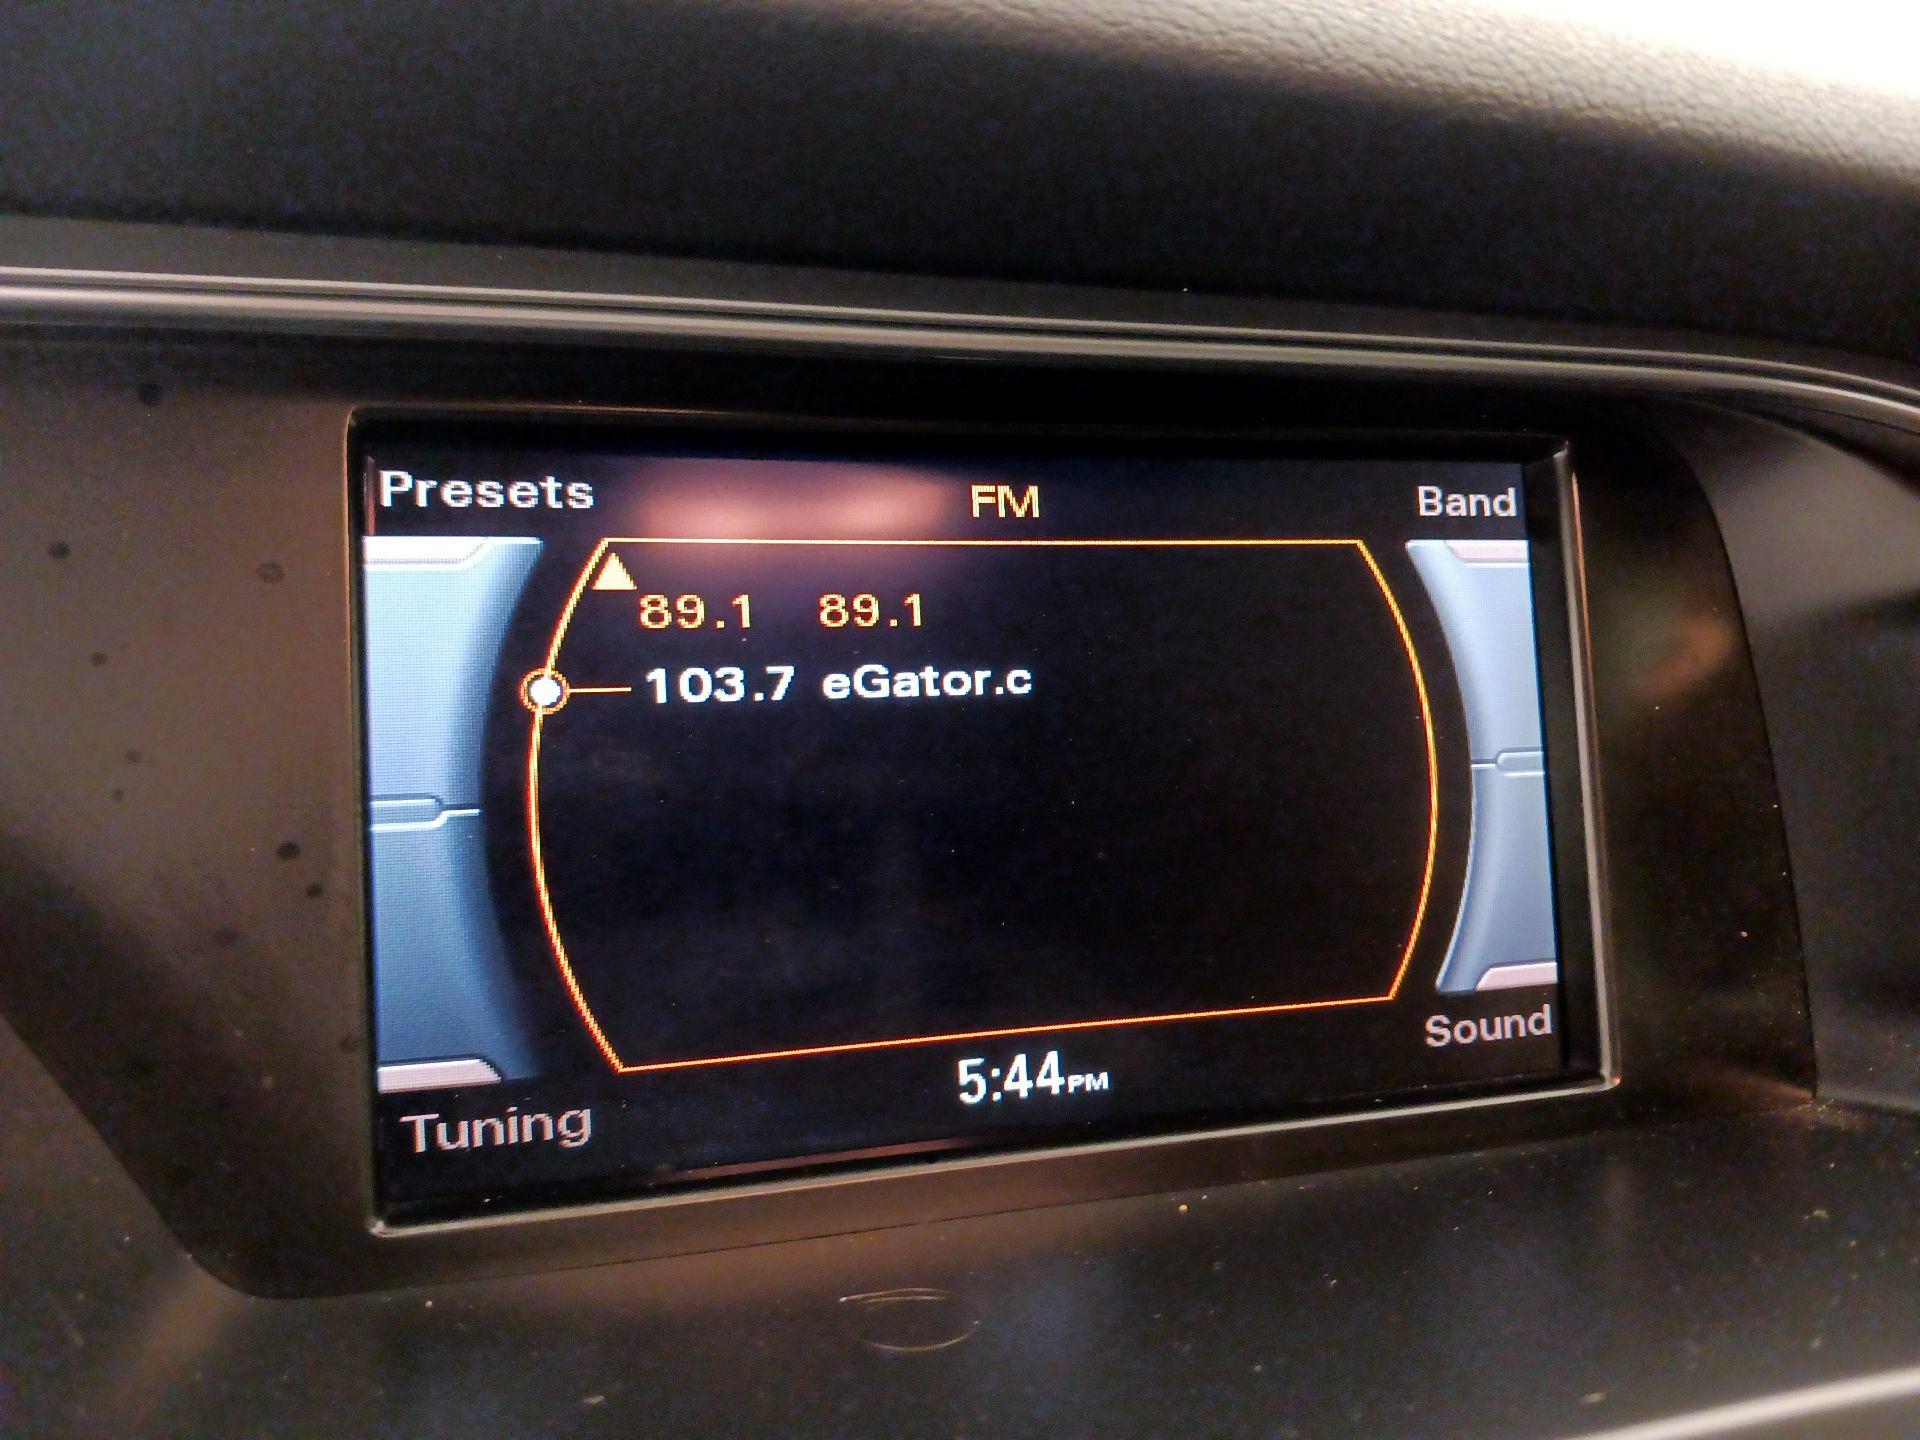 Presets FM Band
89.1 89.1
103.7 eGator.c
Sound
5:44PM
Tuning